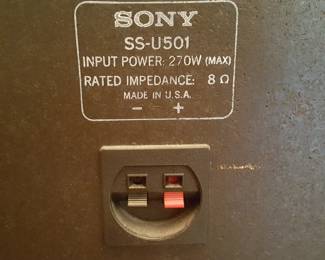 SONY
SS-U501
INPUT POWER: 270W (MAX)
RATED IMPEDANCE: 8 Ω
MADE IN U.S.A.
− +